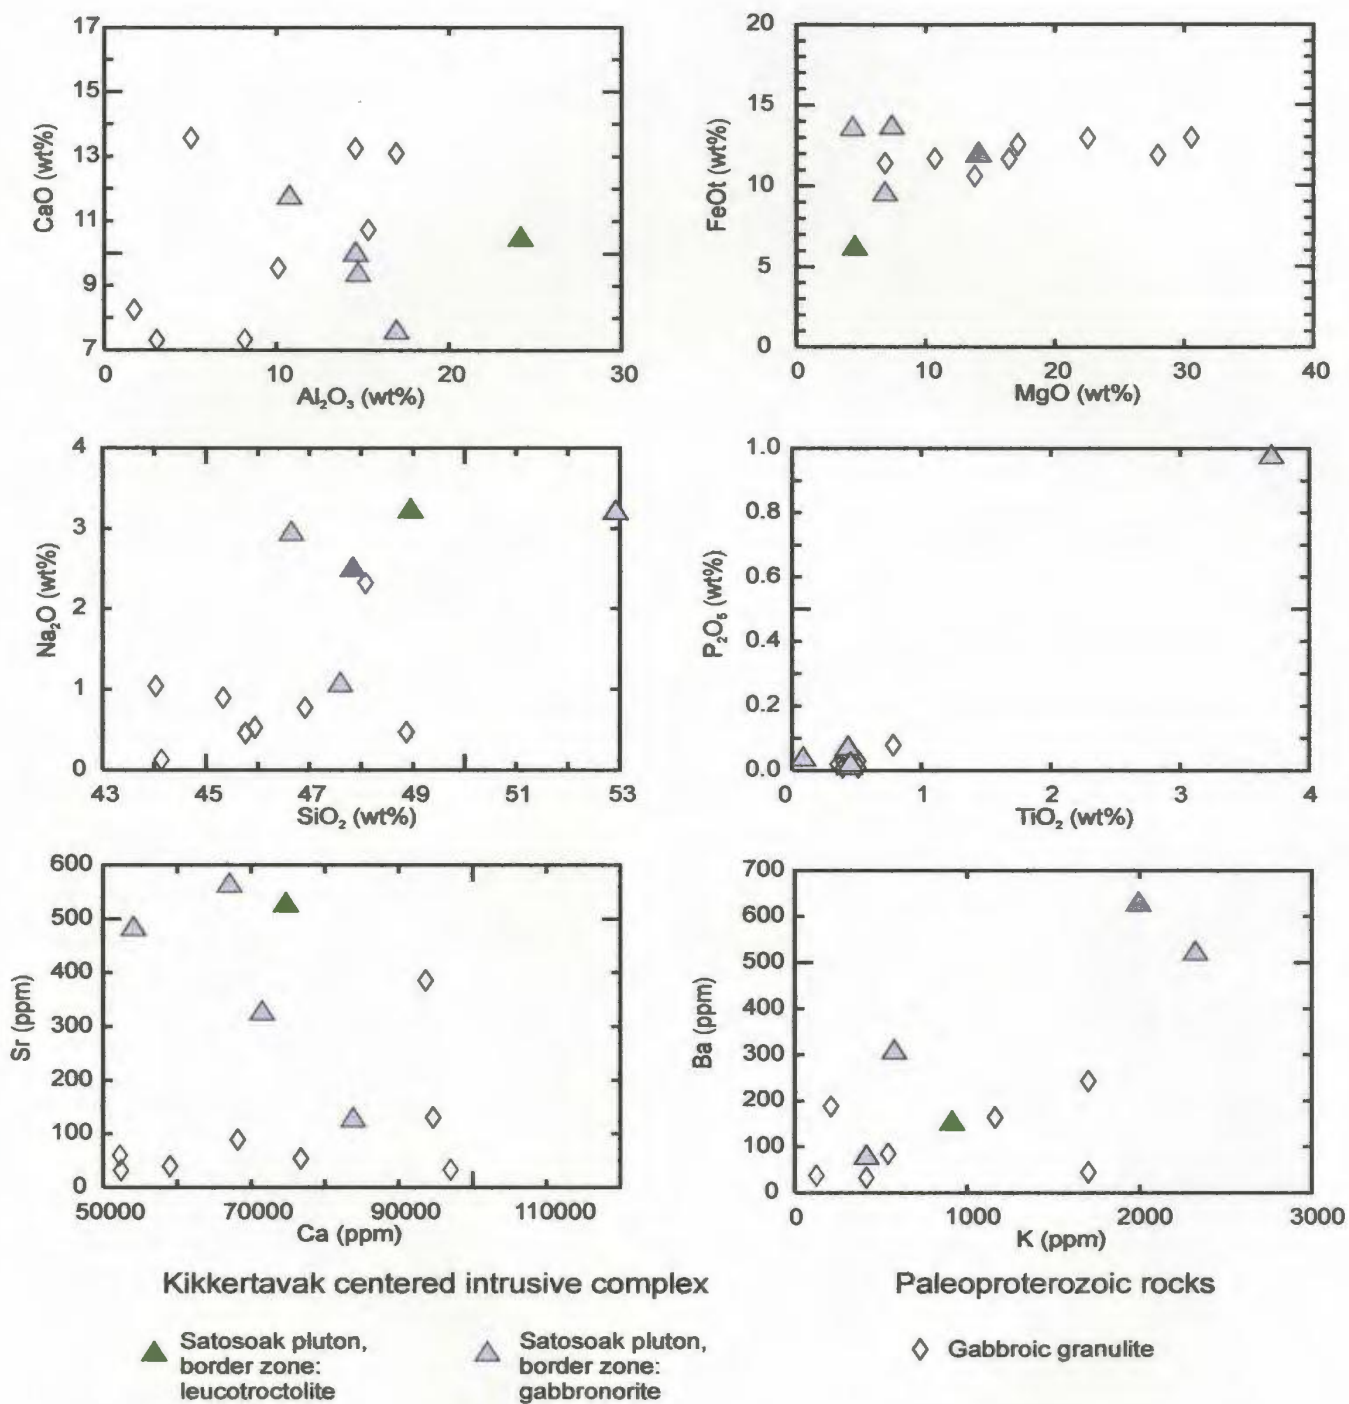 17
15
13
11
9
7
CaO (wt%)
0 10 20 30
Al₂O₃ (wt%)
20
15
10
5
0
FeOt (wt%)
0 10 20 30 40
MgO (wt%)
4
3
2
1
0
Na₂O (wt%)
43 45 47 49 51 53
SiO₂ (wt%)
1.0
0.8
0.6
0.4
0.2
0.0
P₂O₅ (wt%)
0 1 2 3 4
TiO₂ (wt%)
600
500
400
300
200
100
0
Sr (ppm)
50000 70000 90000 110000
Ca (ppm)
700
600
500
400
300
200
100
0
Ba (ppm)
0 1000 2000 3000
K (ppm)
Kikkertavak centered intrusive complex
Satosoak pluton,
border zone:
leucotroctolite
Satosoak pluton,
border zone:
gabbronorite
Paleoproterozoic rocks
Gabbroic granulite